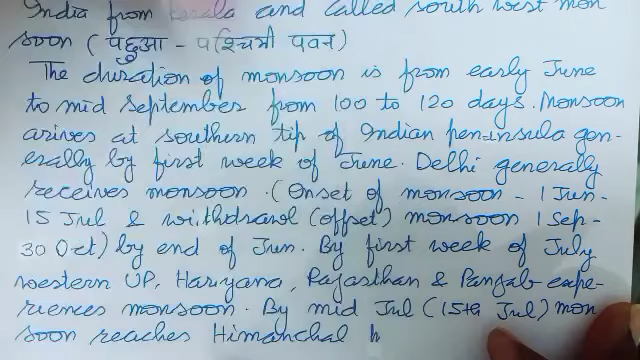 India from Kerala and called south west mon
soon (पछुआ - पश्चिमी पवन)
The duration of monsoon is from early June
to mid September from 100 to 120 days. Monsoon
arives at southern tip of Indian peninsula gen-
erally by first week of June. Delhi generally
receives monsoon. (Onset of monsoon - 1 Jun-
15 Jul & withdrawl (offset) monsoon 1 Sep-
30 Oct) by end of Jun. By first week of July
western UP, Haryana, Rajasthan & Panjab expe-
riences monsoon. By mid Jul (15th Jul) mon
soon reaches Himanchal